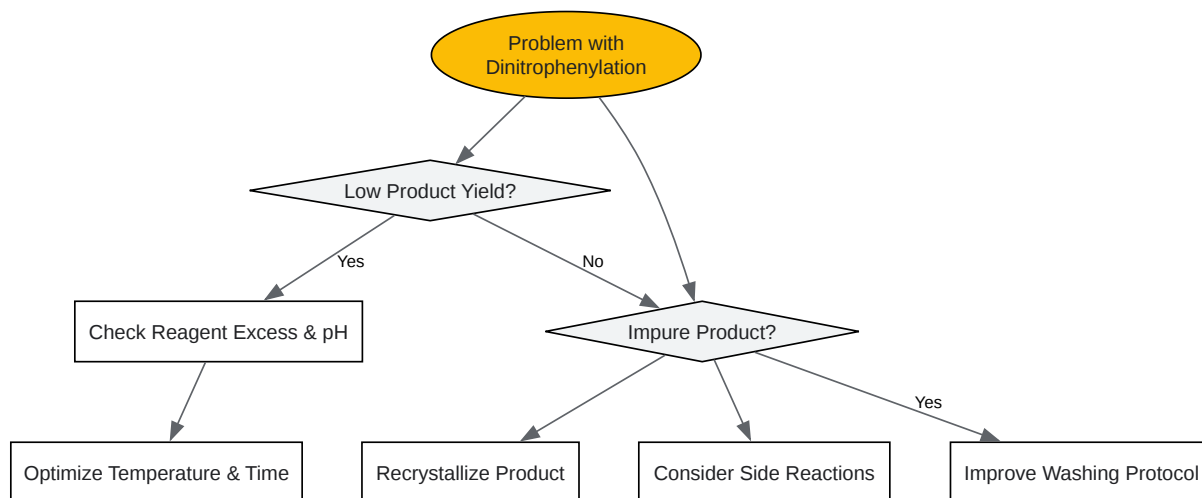 Problem with
Dinitrophenylation
Low Product Yield?
Yes
No
Check Reagent Excess & pH
Impure Product?
Yes
Optimize Temperature & Time
Recrystallize Product
Consider Side Reactions
Improve Washing Protocol